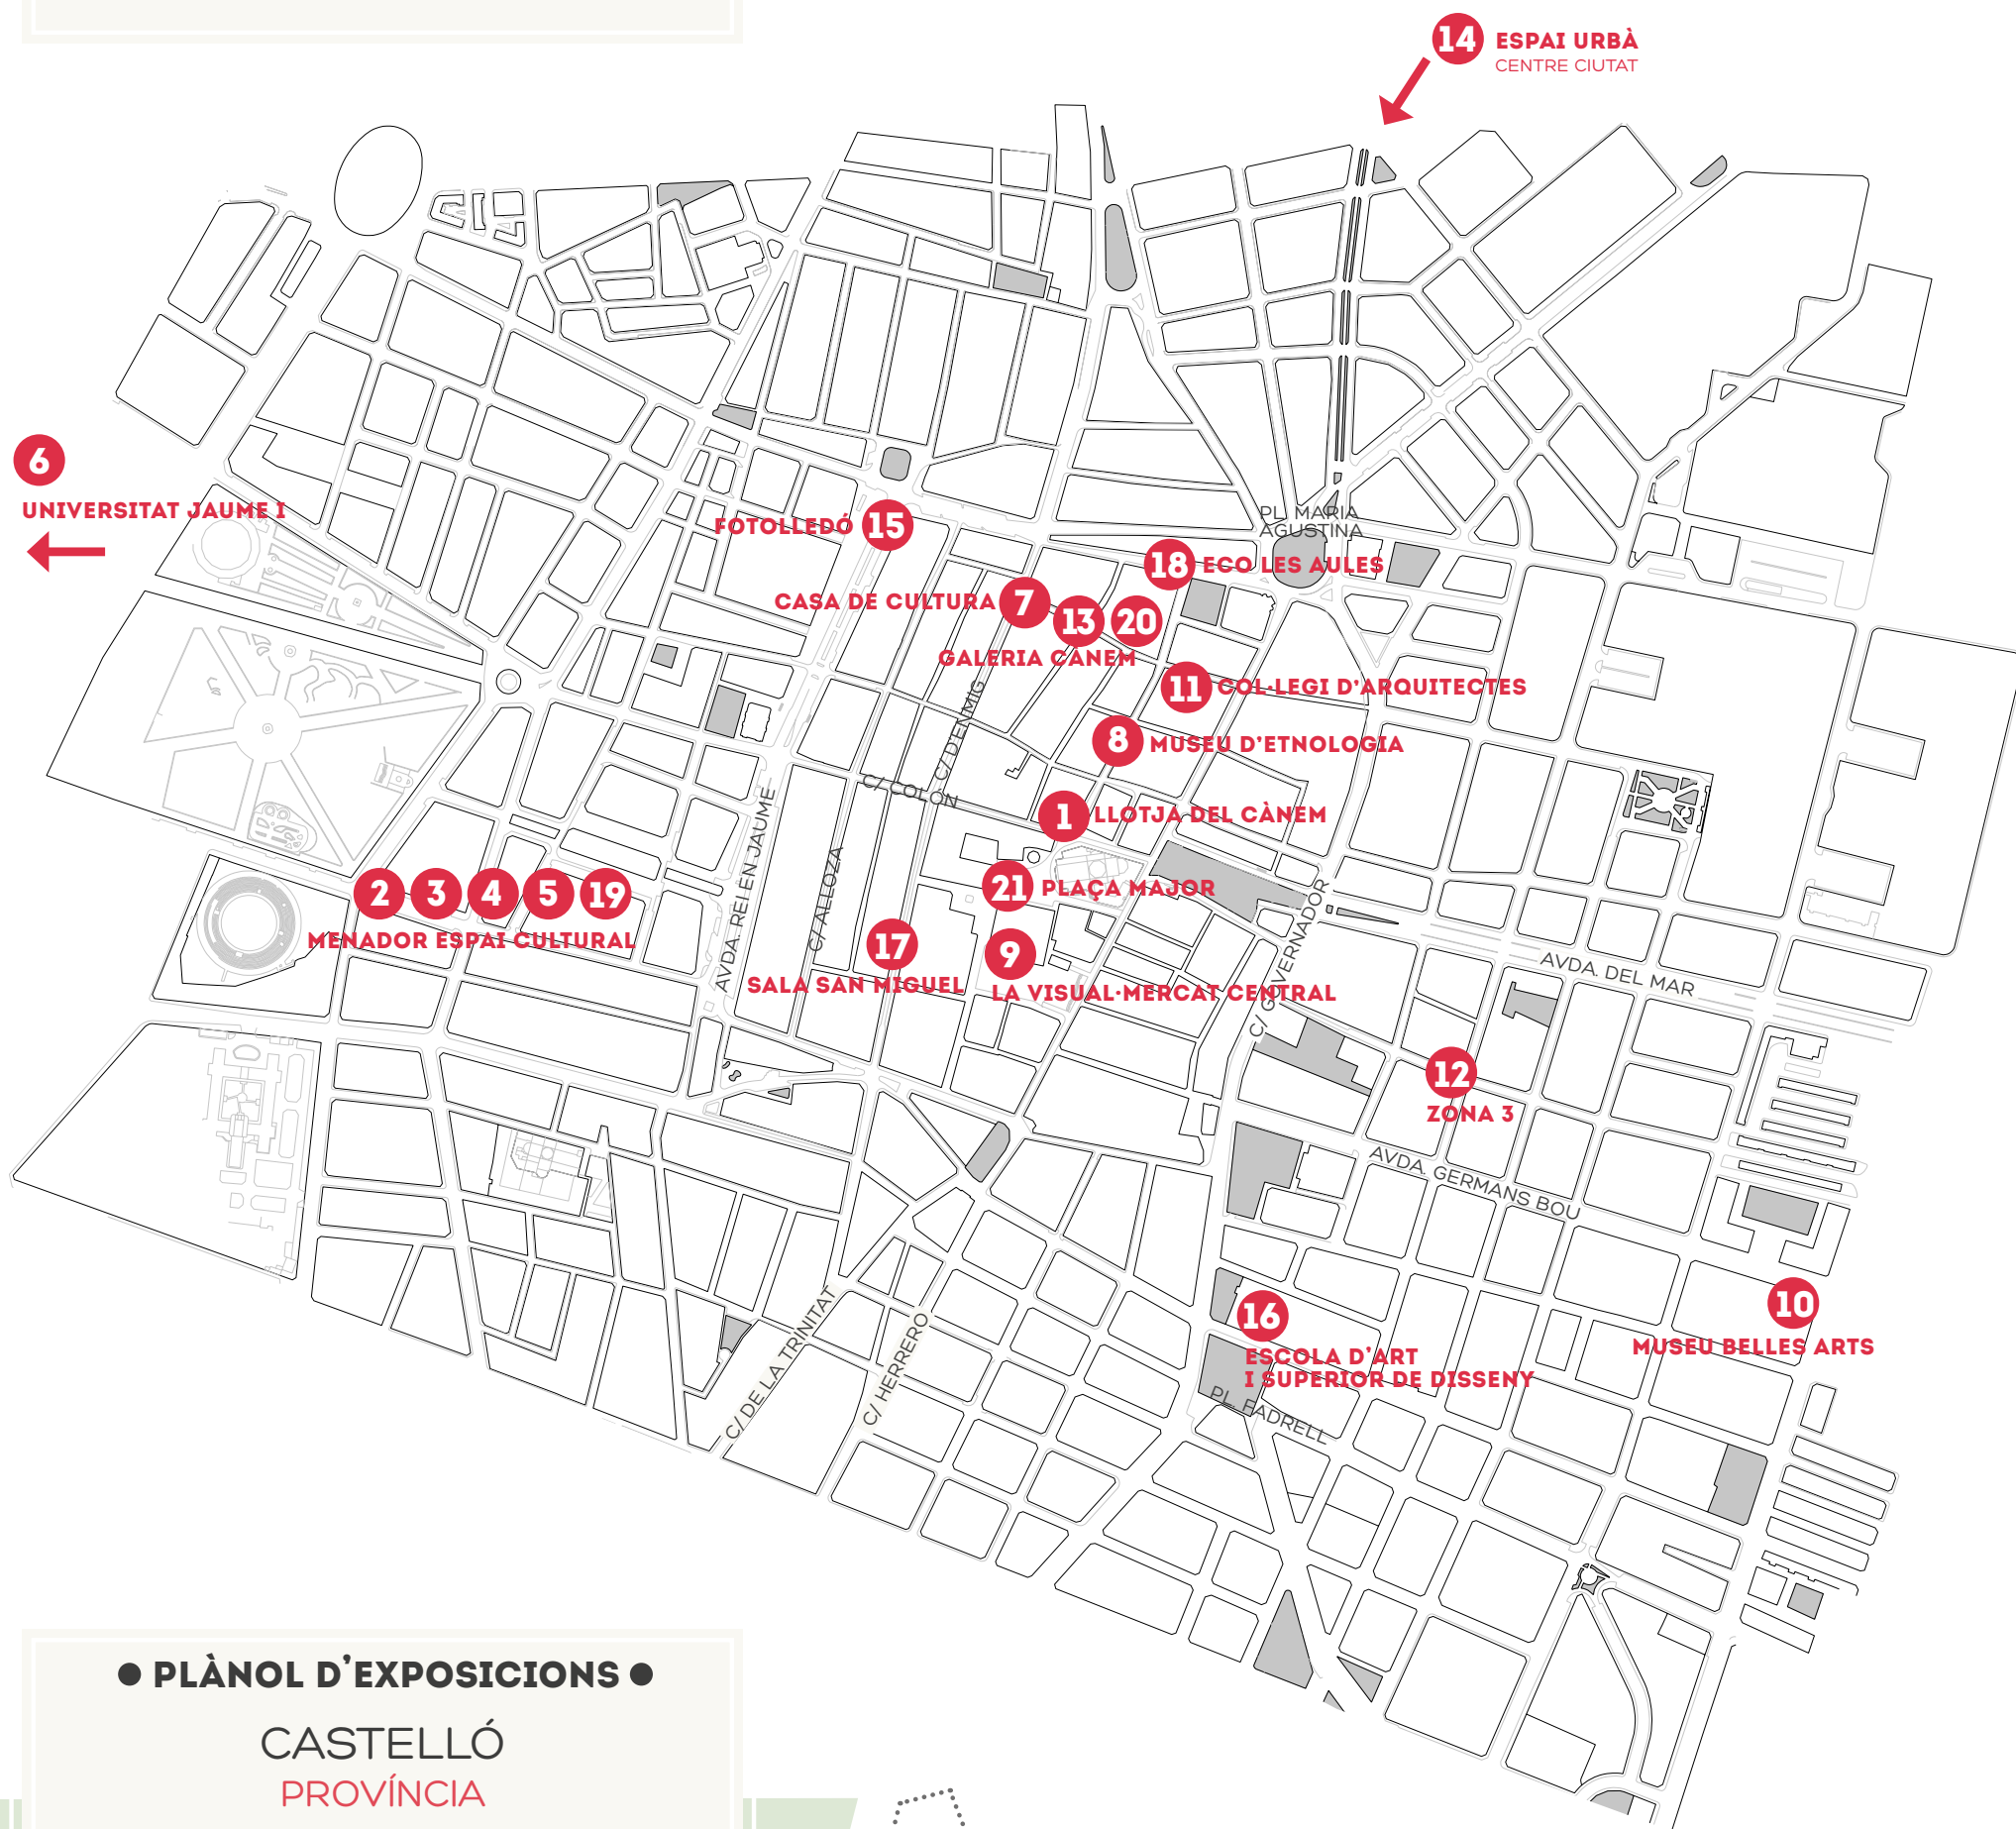 14 ESPAI URBÀ
CENTRE CIUTAT
6
UNIVERSITAT JAUME I
FOTOLLEDÓ 15
PL. MARIA
AGUSTINA
18 ECO LES AULES
CASA DE CULTURA 7
13 20
GALERIA CÀNEM
11 COL·LEGI D'ARQUITECTES
C/ D'ENMIG
8 MUSEU D'ETNOLOGIA
C/ COLÓN
1 LLOTJA DEL CÀNEM
AVDA. REI EN JAUME
C/ ALLOZA
2 3 4 5 19
MENADOR ESPAI CULTURAL
21 PLAÇA MAJOR
17
SALA SAN MIGUEL
9
LA VISUAL·MERCAT CENTRAL
C/ GOVERNADOR
AVDA. DEL MAR
12
ZONA 3
AVDA. GERMANS BOU
10
MUSEU BELLES ARTS
16
ESCOLA D'ART
I SUPERIOR DE DISSENY
PL. FADRELL
C/ DE LA TRINITAT
C/ HERRERO
● PLÀNOL D'EXPOSICIONS ●
CASTELLÓ
PROVÍNCIA